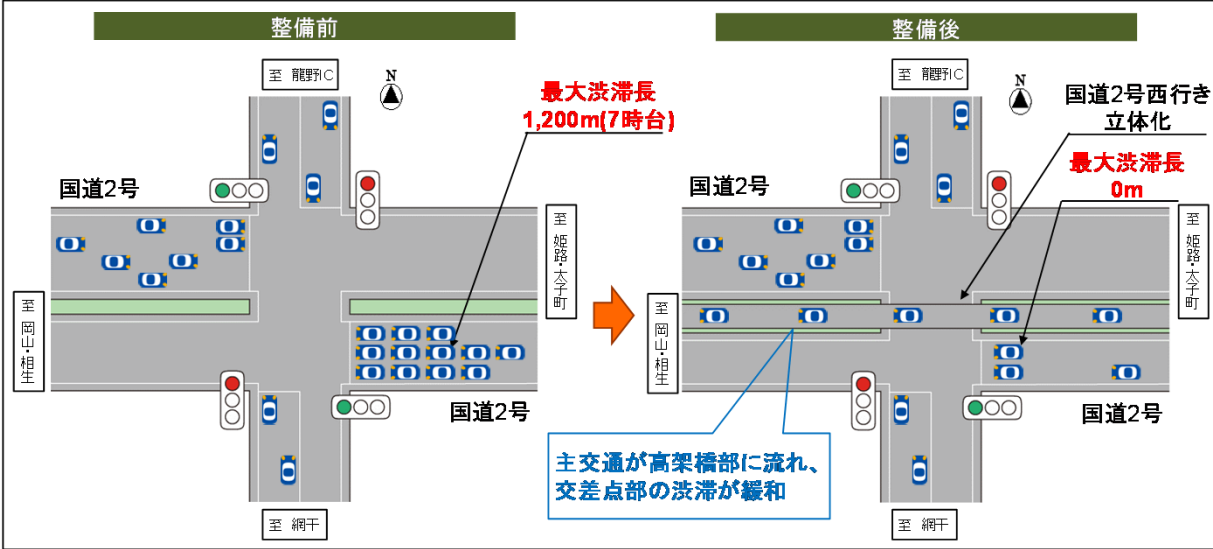 整備前
至 龍野IC
N
最大渋滞長
1,200m(7時台)
国道2号
至 姫路・太子町
至 岡山・相生
国道2号
至 網干
整備後
至 龍野IC
N
国道2号西行き
立体化
最大渋滞長
0m
国道2号
至 姫路・太子町
至 岡山・相生
国道2号
主交通が高架橋部に流れ、
交差点部の渋滞が緩和
至 網干